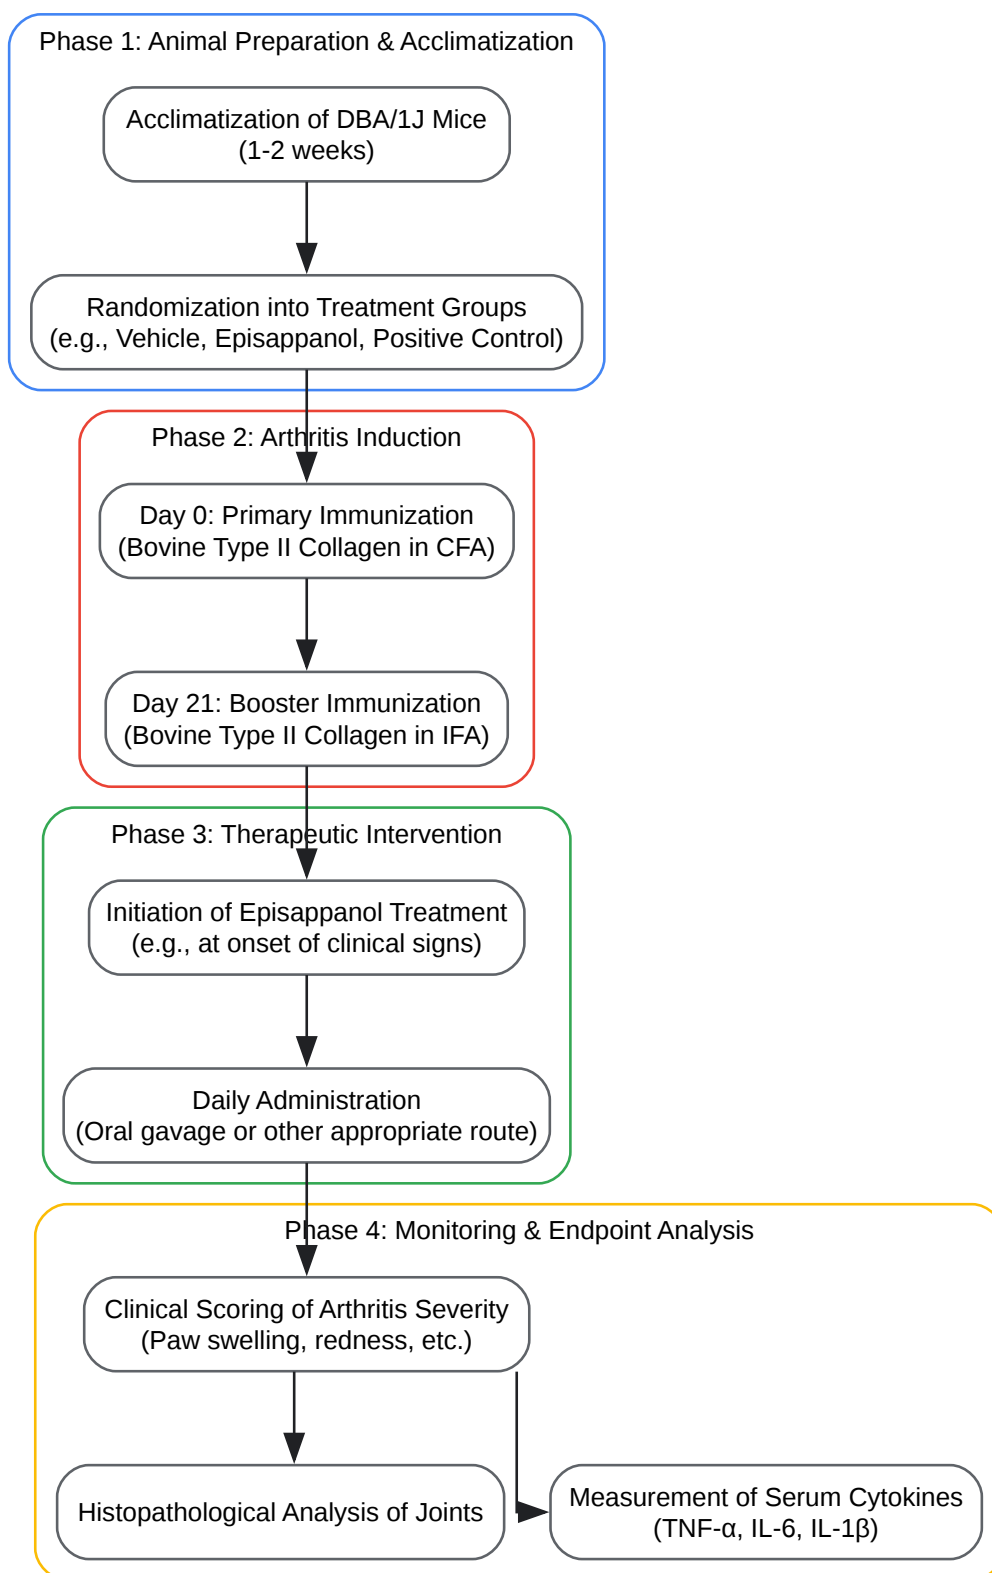 Phase 1: Animal Preparation & Acclimatization
Acclimatization of DBA/1J Mice
(1-2 weeks)
Randomization into Treatment Groups
(e.g., Vehicle, Episappanol, Positive Control)
Phase 2: Arthritis Induction
Day 0: Primary Immunization
(Bovine Type II Collagen in CFA)
Day 21: Booster Immunization
(Bovine Type II Collagen in IFA)
Phase 3: Therapeutic Intervention
Initiation of Episappanol Treatment
(e.g., at onset of clinical signs)
Daily Administration
(Oral gavage or other appropriate route)
Phase 4: Monitoring & Endpoint Analysis
Clinical Scoring of Arthritis Severity
(Paw swelling, redness, etc.)
Histopathological Analysis of Joints
Measurement of Serum Cytokines
(TNF-α, IL-6, IL-1β)